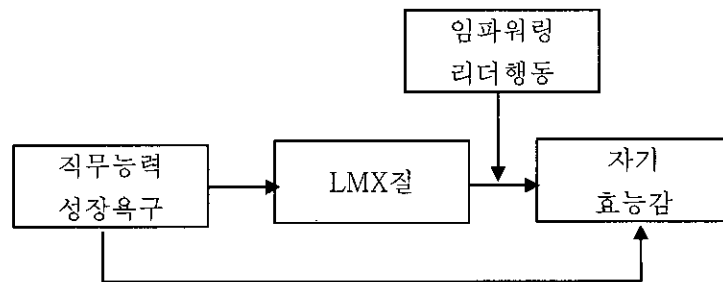 임파워링
리더행동
직무능력
성장욕구
LMX질
자기
효능감